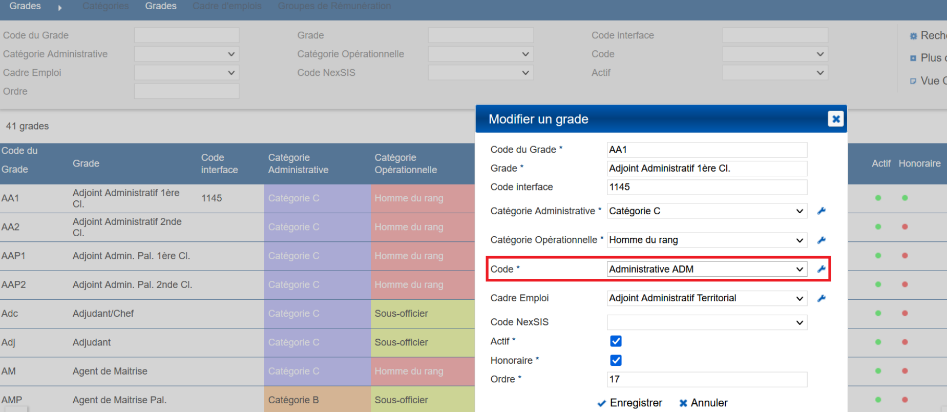 Grades Catégories Grades Cadre d'emplois Groupes de Rémunération
Code du Grade Grade Code interface
Catégorie Administrative Catégorie Opérationnelle Code
Cadre Emploi Code NexSIS Actif
Ordre
Reche
Plus d
Vue G
41 grades
Code du Grade Grade Code interface Catégorie Administrative Catégorie Opérationnelle Actif Honoraire
AA1 Adjoint Administratif 1ère Cl. 1145 Catégorie C Homme du rang
AA2 Adjoint Administratif 2nde Cl. Catégorie C Homme du rang
AAP1 Adjoint Admin. Pal. 1ère Cl. Catégorie C Homme du rang
AAP2 Adjoint Admin. Pal. 2nde Cl. Catégorie C Homme du rang
Adc Adjudant/Chef Catégorie C Sous-officier
Adj Adjudant Catégorie C Sous-officier
AM Agent de Maitrise Catégorie C Homme du rang
AMP Agent de Maitrise Pal. Catégorie B Sous-officier
Modifier un grade
Code du Grade * AA1
Grade * Adjoint Administratif 1ère Cl.
Code interface 1145
Catégorie Administrative * Catégorie C
Catégorie Opérationnelle * Homme du rang
Code * Administrative ADM
Cadre Emploi Adjoint Administratif Territorial
Code NexSIS
Actif *
Honoraire *
Ordre * 17
Enregistrer Annuler